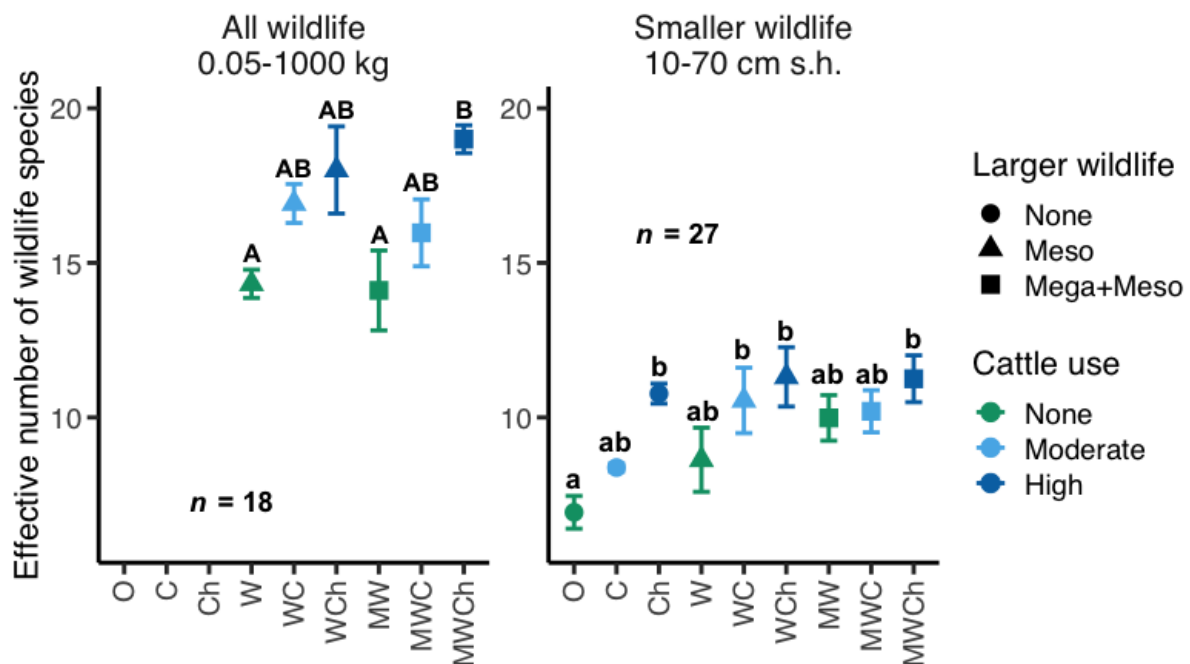 All wildlife
0.05-1000 kg
Effective number of wildlife species
20
15
10
A
AB
AB
A
AB
B
n = 18
O
C
Ch
W
WC
WCh
MW
MWC
MWCh
Smaller wildlife
10-70 cm s.h.
20
15
10
n = 27
a
ab
b
ab
b
b
ab
ab
b
O
C
Ch
W
WC
WCh
MW
MWC
MWCh
Larger wildlife
None
Meso
Mega+Meso
Cattle use
None
Moderate
High